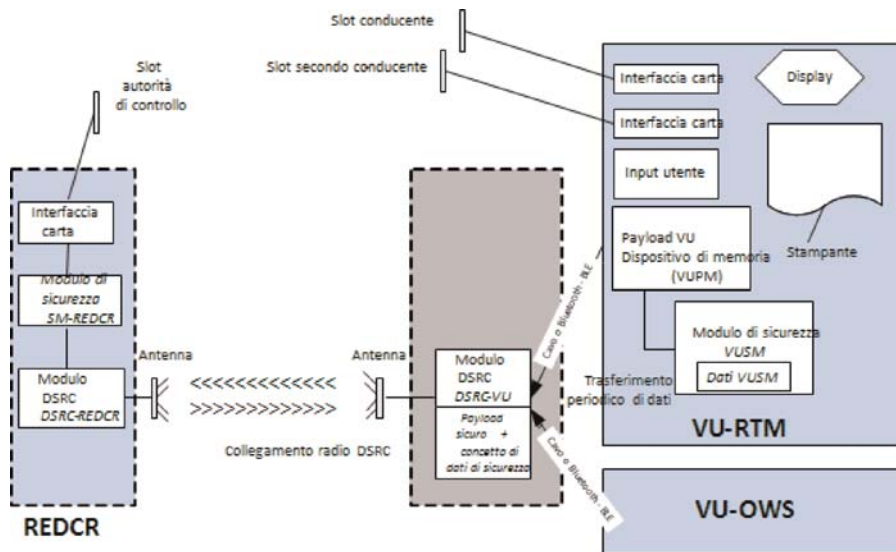 Slot conducente
Slot secondo conducente
Slot
autorità
di controllo
Interfaccia
carta
Modulo di
sicurezza
SM-REDCR
Modulo
DSRC
DSRC-REDCR
REDCR
Antenna
<<<<<<<<<<<<<
>>>>>>>>>>>>>
Collegamento radio DSRC
Antenna
Modulo
DSRC
DSRC-VU
Payload
sicuro +
concetto di
dati di sicurezza
Cavo o Bluetooth - BLE
Cavo o Bluetooth - BLE
Trasferimento
periodico di dati
Interfaccia carta
Interfaccia carta
Input utente
Display
Stampante
Payload VU
Dispositivo di memoria
(VUPM)
Modulo di sicurezza
VUSM
Dati VUSM
VU-RTM
VU-OWS